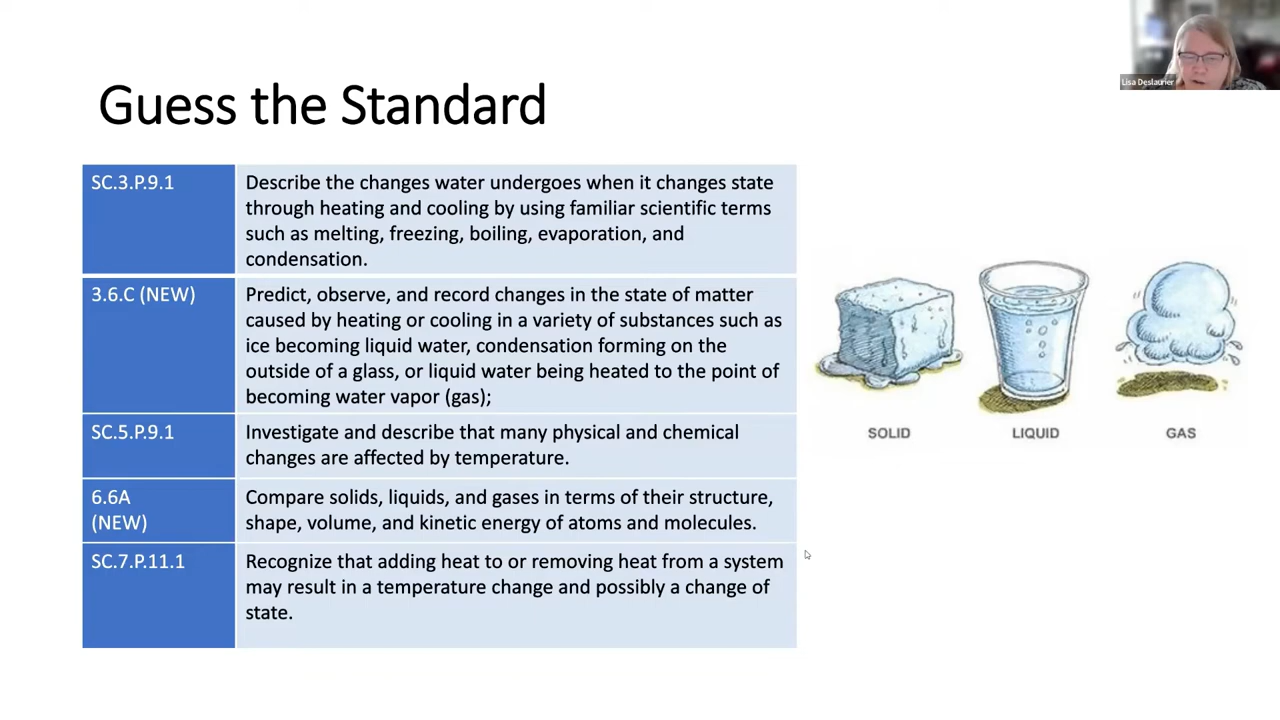 Lisa Deslaurier
Guess the Standard
SC.3.P.9.1
Describe the changes water undergoes when it changes state
through heating and cooling by using familiar scientific terms
such as melting, freezing, boiling, evaporation, and
condensation.
3.6.C (NEW)
Predict, observe, and record changes in the state of matter
caused by heating or cooling in a variety of substances such as
ice becoming liquid water, condensation forming on the
outside of a glass, or liquid water being heated to the point of
becoming water vapor (gas);
SC.5.P.9.1
Investigate and describe that many physical and chemical
changes are affected by temperature.
6.6A
(NEW)
Compare solids, liquids, and gases in terms of their structure,
shape, volume, and kinetic energy of atoms and molecules.
SC.7.P.11.1
Recognize that adding heat to or removing heat from a system
may result in a temperature change and possibly a change of
state.
SOLID
LIQUID
GAS